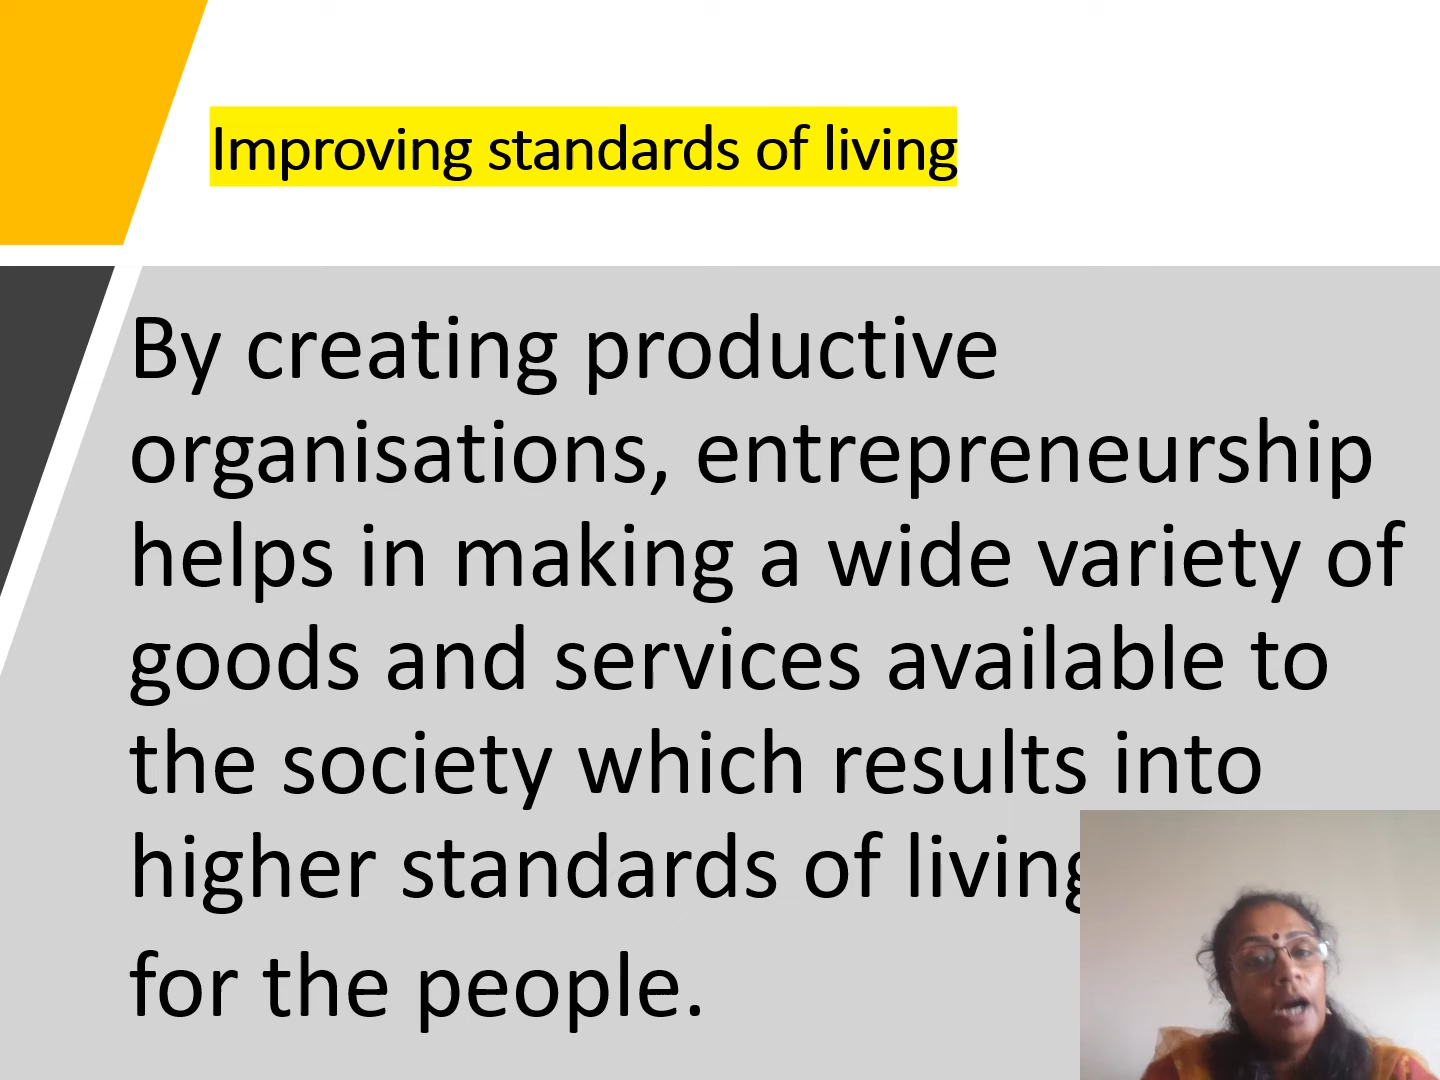 Improving standards of living
By creating productive
organisations, entrepreneurship
helps in making a wide variety of
goods and services available to
the society which results into
higher standards of living
for the people.